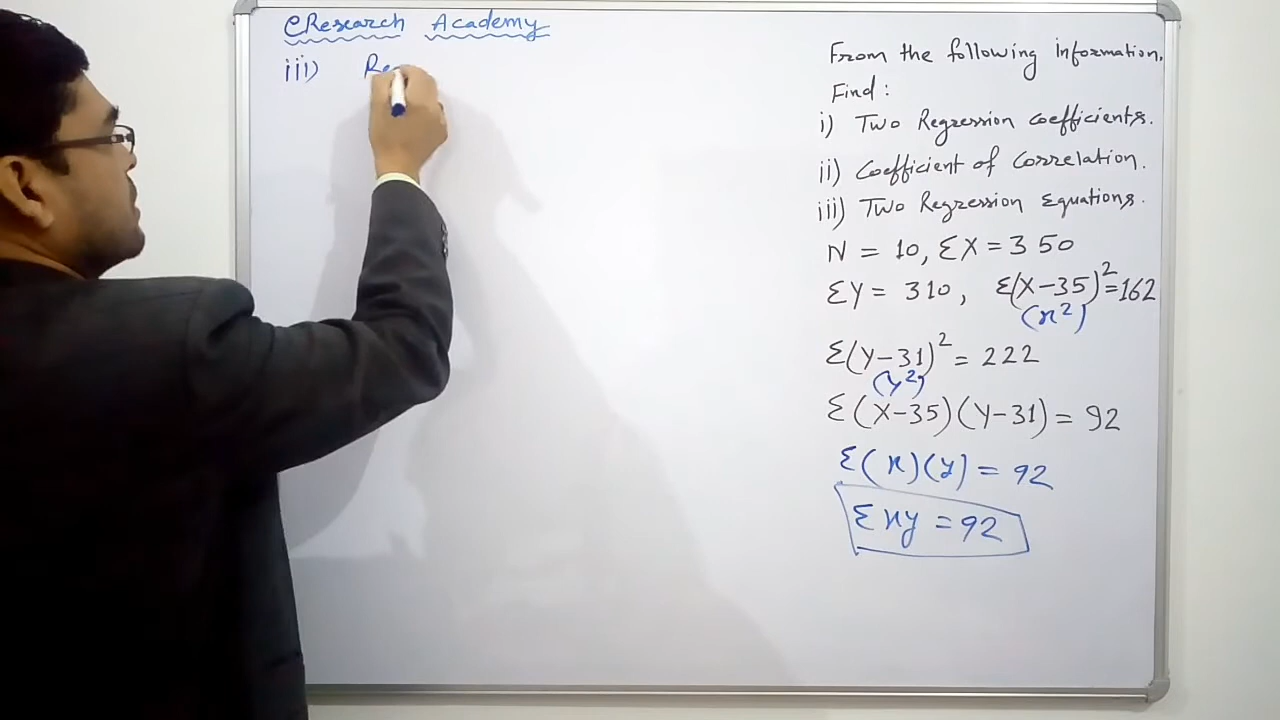 eResearch Academy
iii) Re
From the following information,
Find :
i) Two Regression coefficients.
ii) Coefficient of Correlation.
iii) Two Regression Equations.
N = 10, ΣX = 350
ΣY = 310, Σ(X-35)²=162
(x²)
Σ(Y-31)² = 222
(y²)
Σ(X-35)(Y-31) = 92
Σ(x)(y) = 92
Σxy = 92